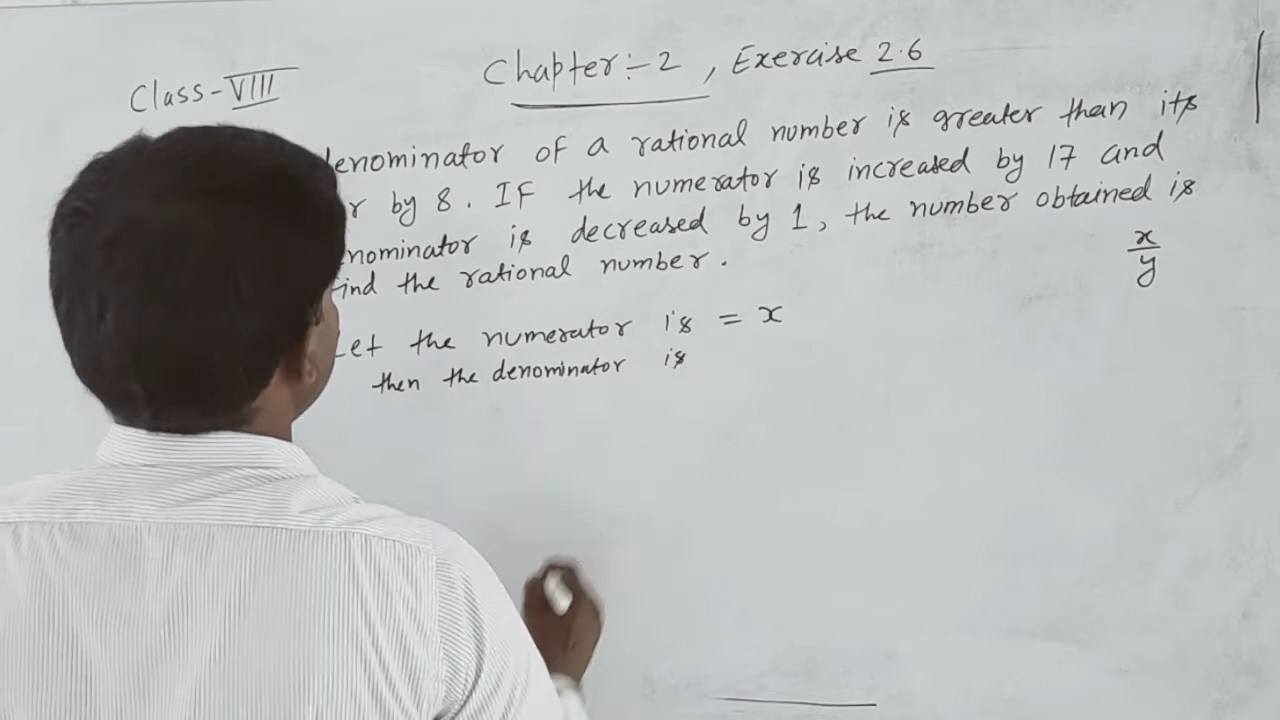 Chapter:-2, Exercise 2.6
Class-VIII
denominator of a rational number is greater than its
r by 8. If the numerator is increased by 17 and
nominator is decreased by 1, the number obtained is
find the rational number.
x
y
Let the numerator is = x
then the denominator is